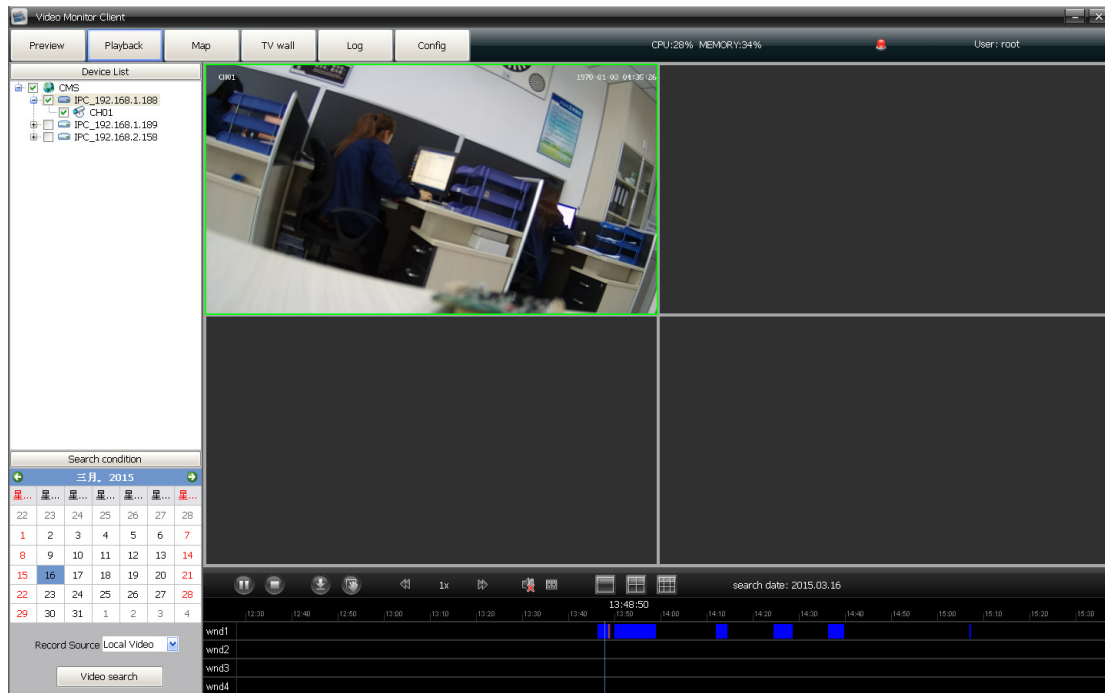 Video Monitor Client
Preview Playback Map TV wall Log Config CPU:28% MEMORY:34% User: root
Device List
CMS
IPC_192.168.1.188
CH01
IPC_192.168.1.189
IPC_192.168.2.158
CH01 1970-01-03 04:35:26
Search condition
三月, 2015
星... 星... 星... 星... 星... 星... 星...
22 23 24 25 26 27 28
1 2 3 4 5 6 7
8 9 10 11 12 13 14
15 16 17 18 19 20 21
22 23 24 25 26 27 28
29 30 31 1 2 3 4
Record Source Local Video
Video search
1x search date: 2015.03.16
13:48:50
12:30 12:40 12:50 13:00 13:10 13:20 13:30 13:40 13:50 14:00 14:10 14:20 14:30 14:40 14:50 15:00 15:10 15:20 15:30
wnd1
wnd2
wnd3
wnd4